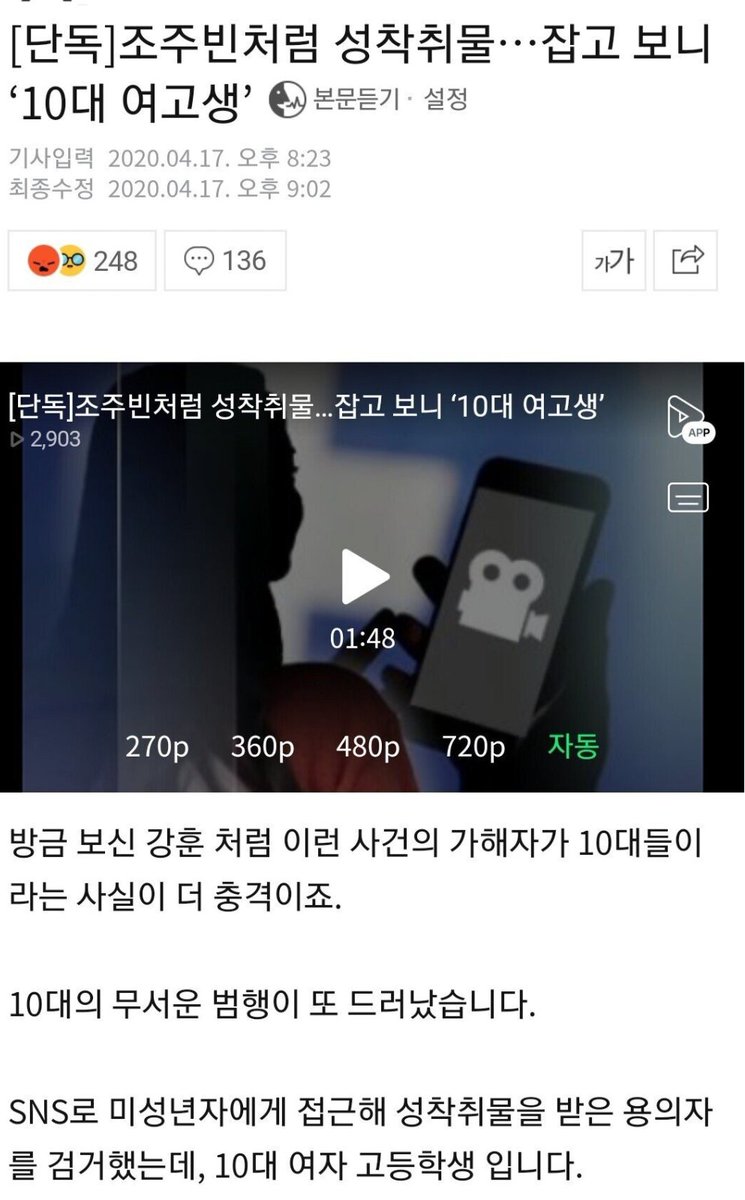 [단독]조주빈처럼 성착취물…잡고 보니
‘10대 여고생’ 본문듣기 · 설정
기사입력 2020.04.17. 오후 8:23
최종수정 2020.04.17. 오후 9:02
248 136 가가
[단독]조주빈처럼 성착취물...잡고 보니 ‘10대 여고생’
2,903
APP
01:48
270p 360p 480p 720p 자동
방금 보신 강훈 처럼 이런 사건의 가해자가 10대들이
라는 사실이 더 충격이죠.
10대의 무서운 범행이 또 드러났습니다.
SNS로 미성년자에게 접근해 성착취물을 받은 용의자
를 검거했는데, 10대 여자 고등학생 입니다.